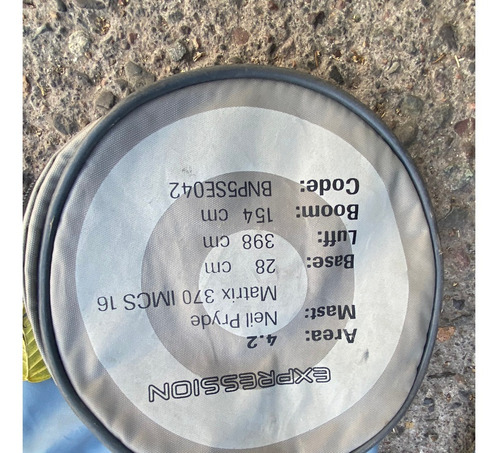 EXPRESSION
Area: 4.2
Mast: Neil Pryde
Matrix 370 IMCS 16
Base: 28 cm
Luff: 398 cm
Boom: 154 cm
Code: BNP5SE042